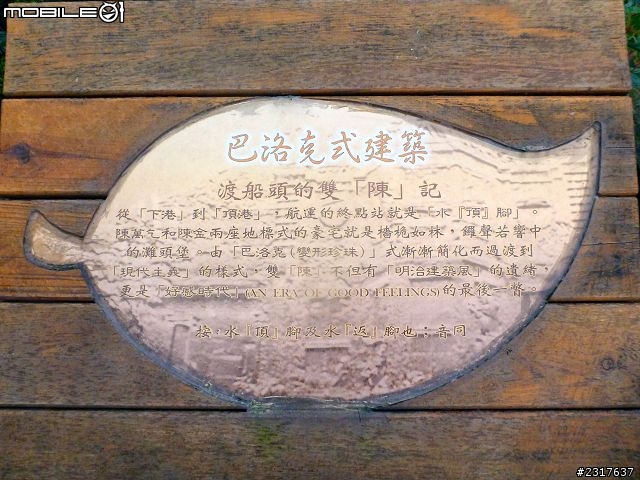 MOBILE01
巴洛克式建築
渡船頭的雙「陳」記
從「下港」到「頂港」，航運的終點站就是「水『頂』腳」。
陳萬乞和陳金兩座地標式的豪宅就是檣桅如林，鑼聲若響中
的灘頭堡。由「巴洛克(變形珍珠)」式漸漸簡化而過渡到
「現代主義」的樣式，雙「陳」不但有「明治建築風」的遺緒，
更是「好感時代」(AN ERA OF GOOD FEELINGS)的最後一瞥。
按：水『頂』腳及水『返』腳也；音同
#2317637